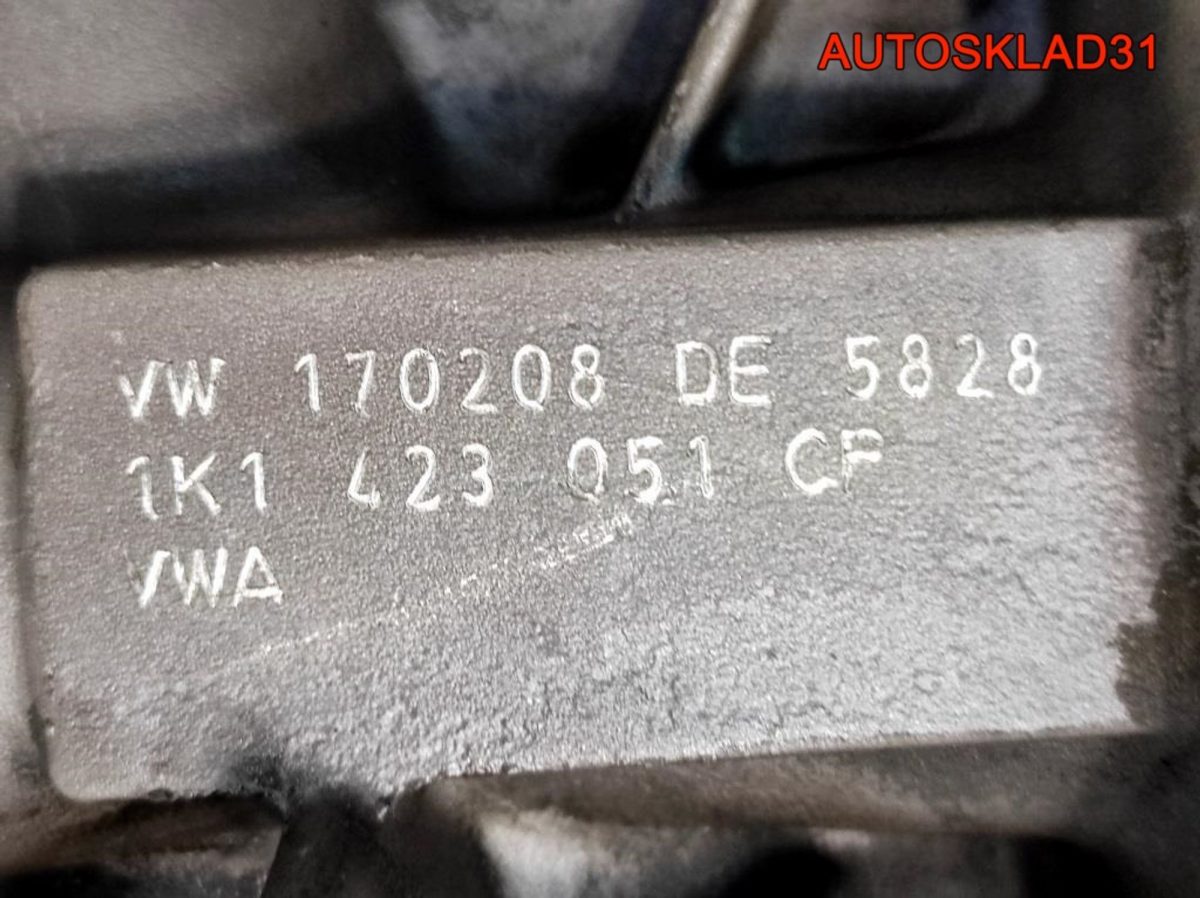 AUTOSKLAD31
VW 170208 DE 5828
1K1 423 051 CF
VWA